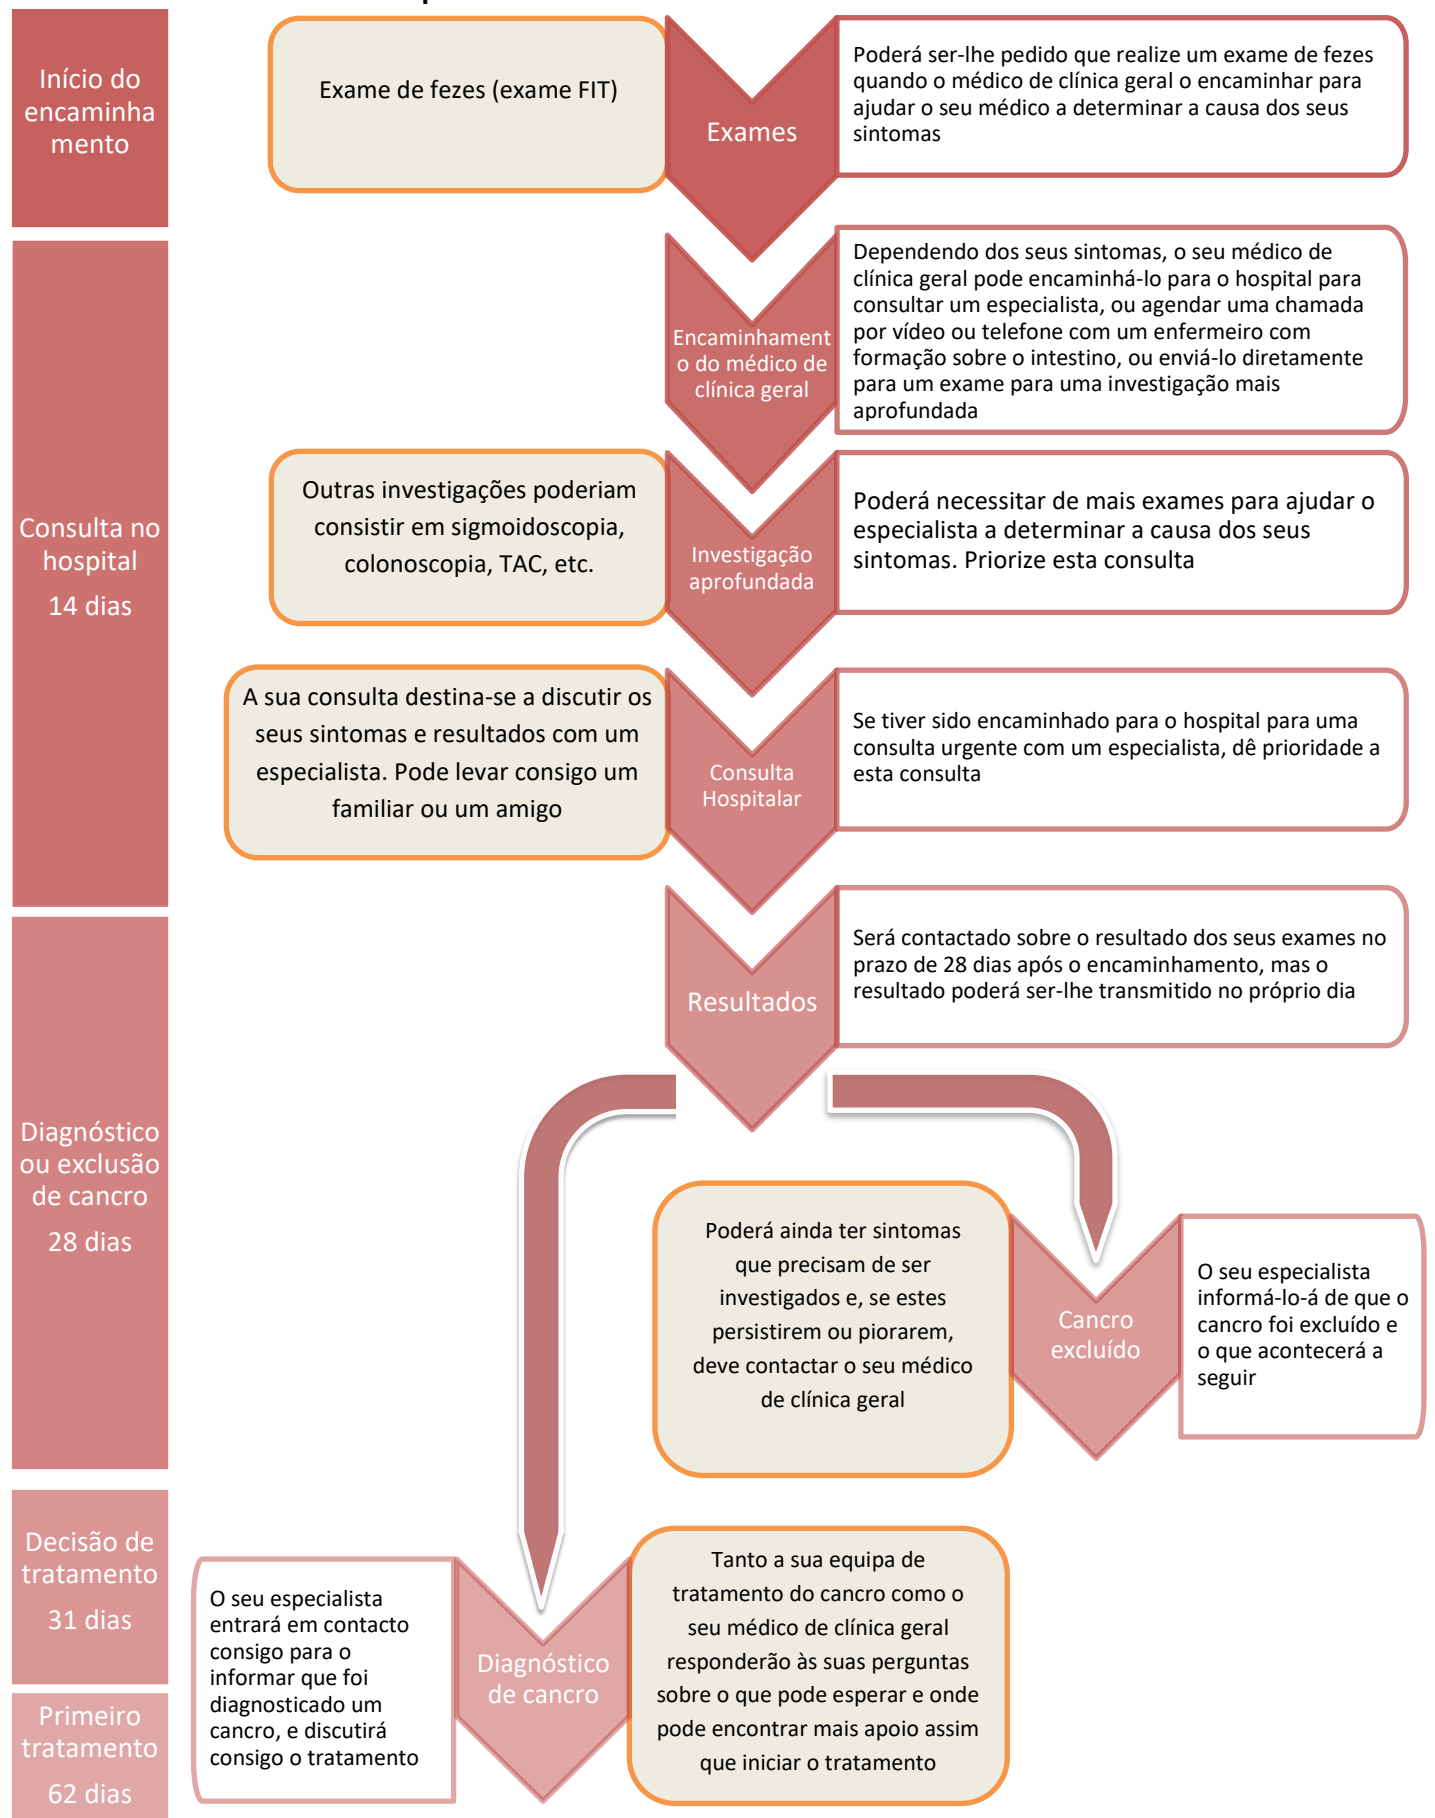 Início do
encaminha
mento
Exame de fezes (exame FIT)
Exames
Poderá ser-lhe pedido que realize um exame de fezes
quando o médico de clínica geral o encaminhar para
ajudar o seu médico a determinar a causa dos seus
sintomas
Consulta no
hospital
14 dias
Encaminhament
o do médico de
clínica geral
Dependendo dos seus sintomas, o seu médico de
clínica geral pode encaminhá-lo para o hospital para
consultar um especialista, ou agendar uma chamada
por vídeo ou telefone com um enfermeiro com
formação sobre o intestino, ou enviá-lo diretamente
para um exame para uma investigação mais
aprofundada
Outras investigações poderiam
consistir em sigmoidoscopia,
colonoscopia, TAC, etc.
Investigação
aprofundada
Poderá necessitar de mais exames para ajudar o
especialista a determinar a causa dos seus
sintomas. Priorize esta consulta
A sua consulta destina-se a discutir os
seus sintomas e resultados com um
especialista. Pode levar consigo um
familiar ou um amigo
Consulta
Hospitalar
Se tiver sido encaminhado para o hospital para uma
consulta urgente com um especialista, dê prioridade a
esta consulta
Diagnóstico
ou exclusão
de cancro
28 dias
Resultados
Será contactado sobre o resultado dos seus exames no
prazo de 28 dias após o encaminhamento, mas o
resultado poderá ser-lhe transmitido no próprio dia
Poderá ainda ter sintomas
que precisam de ser
investigados e, se estes
persistirem ou piorarem,
deve contactar o seu médico
de clínica geral
Cancro
excluído
O seu especialista
informá-lo-á de que o
cancro foi excluído e
o que acontecerá a
seguir
Decisão de
tratamento
31 dias
Primeiro
tratamento
62 dias
O seu especialista
entrará em contacto
consigo para o
informar que foi
diagnosticado um
cancro, e discutirá
consigo o tratamento
Diagnóstico
de cancro
Tanto a sua equipa de
tratamento do cancro como o
seu médico de clínica geral
responderão às suas perguntas
sobre o que pode esperar e onde
pode encontrar mais apoio assim
que iniciar o tratamento